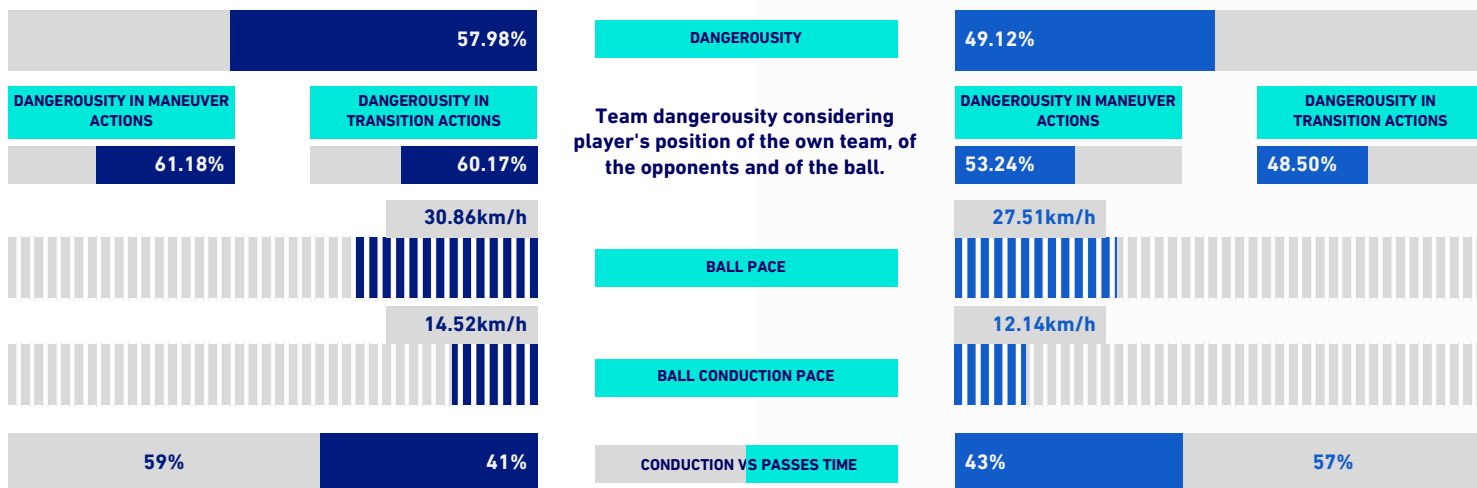 57.98%
DANGEROUSITY
49.12%
DANGEROUSITY IN MANEUVER
ACTIONS
DANGEROUSITY IN
TRANSITION ACTIONS
61.18%
60.17%
Team dangerousity considering
player's position of the own team, of
the opponents and of the ball.
DANGEROUSITY IN MANEUVER
ACTIONS
DANGEROUSITY IN
TRANSITION ACTIONS
53.24%
48.50%
30.86km/h
BALL PACE
27.51km/h
14.52km/h
BALL CONDUCTION PACE
12.14km/h
59%
41%
CONDUCTION VS PASSES TIME
43%
57%